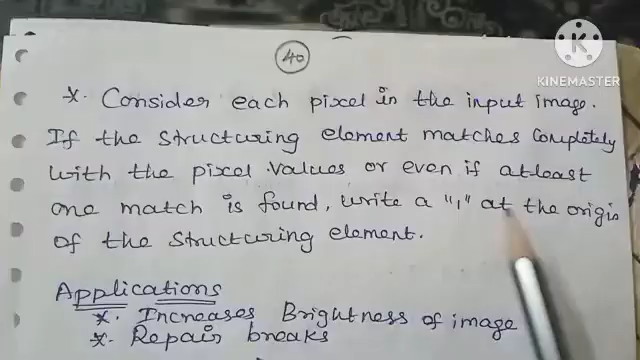 40
K
KINEMASTER
*. Consider each pixel in the input image.
If the structuring element matches completely
with the pixel values or even if atleast
one match is found, write a "1" at the origin
of the structuring element.
Applications
*. Increases Brightness of image
*. Repair breaks